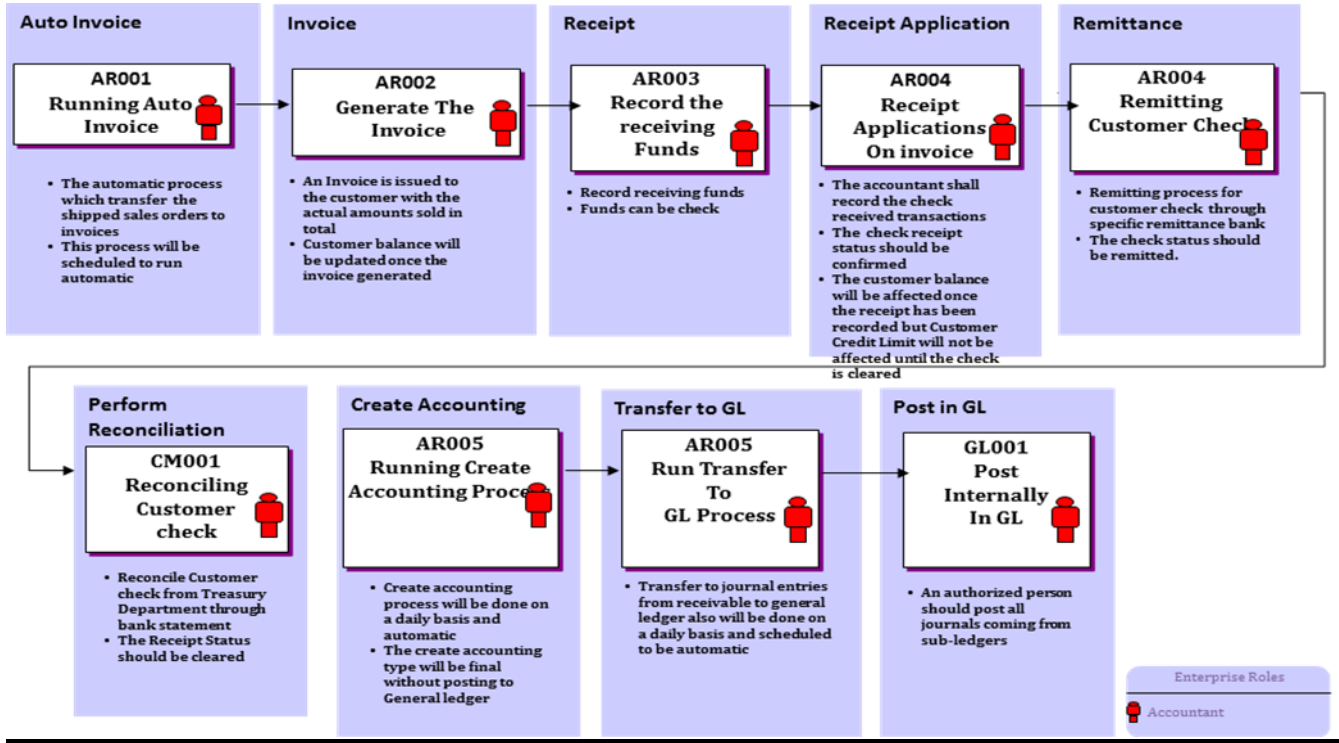 Auto Invoice
AR001
Running Auto
Invoice
• The automatic process
which transfer the
shipped sales orders to
invoices
• This process will be
scheduled to run
automatic
Invoice
AR002
Generate The
Invoice
• An Invoice is issued to
the customer with the
actual amounts sold in
total
• Customer balance will
be updated once the
invoice generated
Receipt
AR003
Record the
receiving
Funds
• Record receiving funds
• Funds can be check
Receipt Application
AR004
Receipt
Applications
On invoice
• The accountant shall
record the check
received transactions
• The check receipt
status should be
confirmed
• The customer balance
will be affected once
the receipt has been
recorded but Customer
Credit Limit will not be
affected until the check
is cleared
Remittance
AR004
Remitting
Customer Check
• Remitting process for
customer check through
specific remittance bank
• The check status should
be remitted.
Perform
Reconciliation
CM001
Reconciling
Customer
check
• Reconcile Customer
check from Treasury
Department through
bank statement
• The Receipt Status
should be cleared
Create Accounting
AR005
Running Create
Accounting Process
• Create accounting
process will be done on
a daily basis and
automatic
• The create accounting
type will be final
without posting to
General ledger
Transfer to GL
AR005
Run Transfer
To
GL Process
• Transfer to journal entries
from receivable to general
ledger also will be done on
a daily basis and scheduled
to be automatic
Post in GL
GL001
Post
Internally
In GL
• An authorized person
should post all
journals coming from
sub-ledgers
Enterprise Roles
Accountant